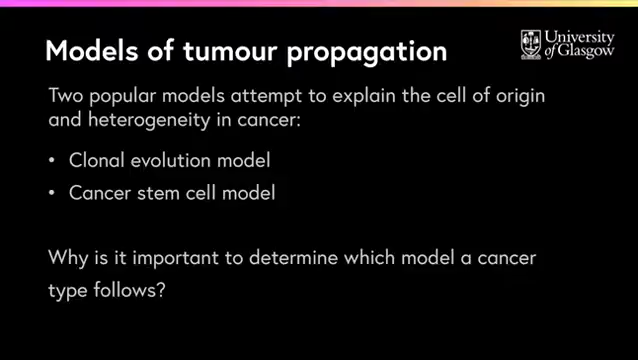 Models of tumour propagation
University
of Glasgow
Two popular models attempt to explain the cell of origin
and heterogeneity in cancer:
• Clonal evolution model
• Cancer stem cell model
Why is it important to determine which model a cancer
type follows?